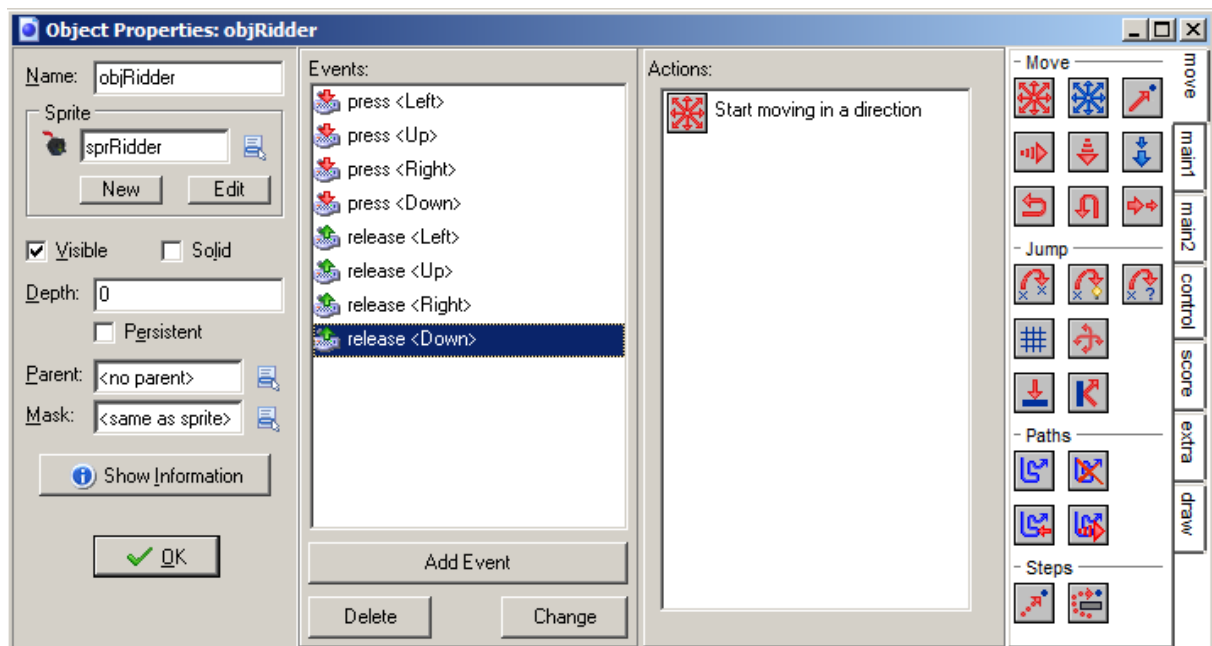 Object Properties: objRidder
Name: objRidder
Sprite
sprRidder
New Edit
Visible Solid
Depth: 0
Persistent
Parent: <no parent>
Mask: <same as sprite>
Show Information
OK
Events:
press <Left>
press <Up>
press <Right>
press <Down>
release <Left>
release <Up>
release <Right>
release <Down>
Add Event
Delete Change
Actions:
Start moving in a direction
Move
Jump
Paths
Steps
move
main1
main2
control
score
extra
draw